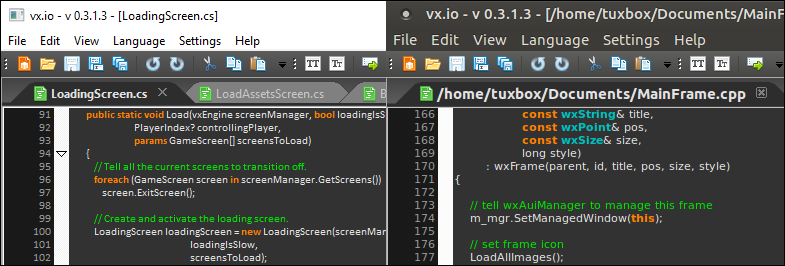 vx.io - v 0.3.1.3 - [LoadingScreen.cs]
File Edit View Language Settings Help
TT Tr
LoadingScreen.cs LoadAssetsScreen.cs B
91 public static void Load(vxEngine screenManager, bool loadingIsS
92 PlayerIndex? controllingPlayer,
93 params GameScreen[] screensToLoad)
94 {
95 // Tell all the current screens to transition off.
96 foreach (GameScreen screen in screenManager.GetScreens())
97 screen.ExitScreen();
98
99 // Create and activate the loading screen.
100 LoadingScreen loadingScreen = new LoadingScreen(screenMan
101 loadingIsSlow,
102 screensToLoad);
vx.io - v 0.3.1.3 - [/home/tuxbox/Documents/MainF
File Edit View Language Settings Help
TT Tr
/home/tuxbox/Documents/MainFrame.cpp
166 const wxString& title,
167 const wxPoint& pos,
168 const wxSize& size,
169 long style)
170 : wxFrame(parent, id, title, pos, size, style)
171 {
172
173 // tell wxAuiManager to manage this frame
174 m_mgr.SetManagedWindow(this);
175
176 // set frame icon
177 LoadAllImages();